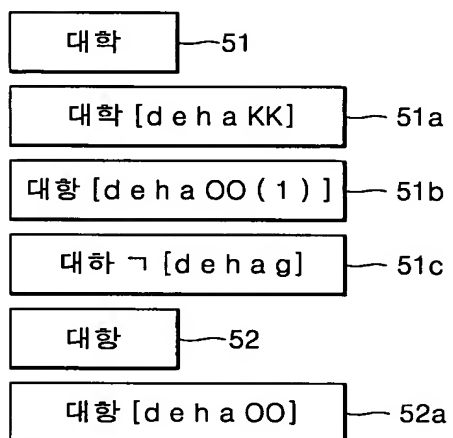 대학 51
대학 [d e h a KK] 51a
대항 [d e h a OO ( 1 ) ] 51b
대하 ㄱ [d e h a g] 51c
대항 52
대항 [d e h a OO] 52a